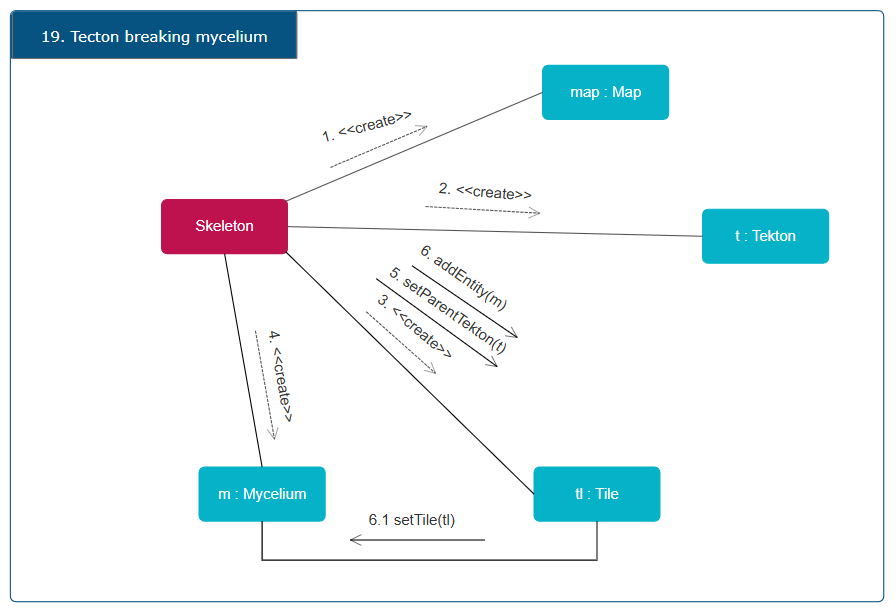 19. Tecton breaking mycelium
map : Map
1. <<create>>
2. <<create>>
Skeleton
t : Tekton
6. addEntity(m)
5. setParentTekton(t)
3. <<create>>
4. <<create>>
m : Mycelium
tl : Tile
6.1 setTile(tl)